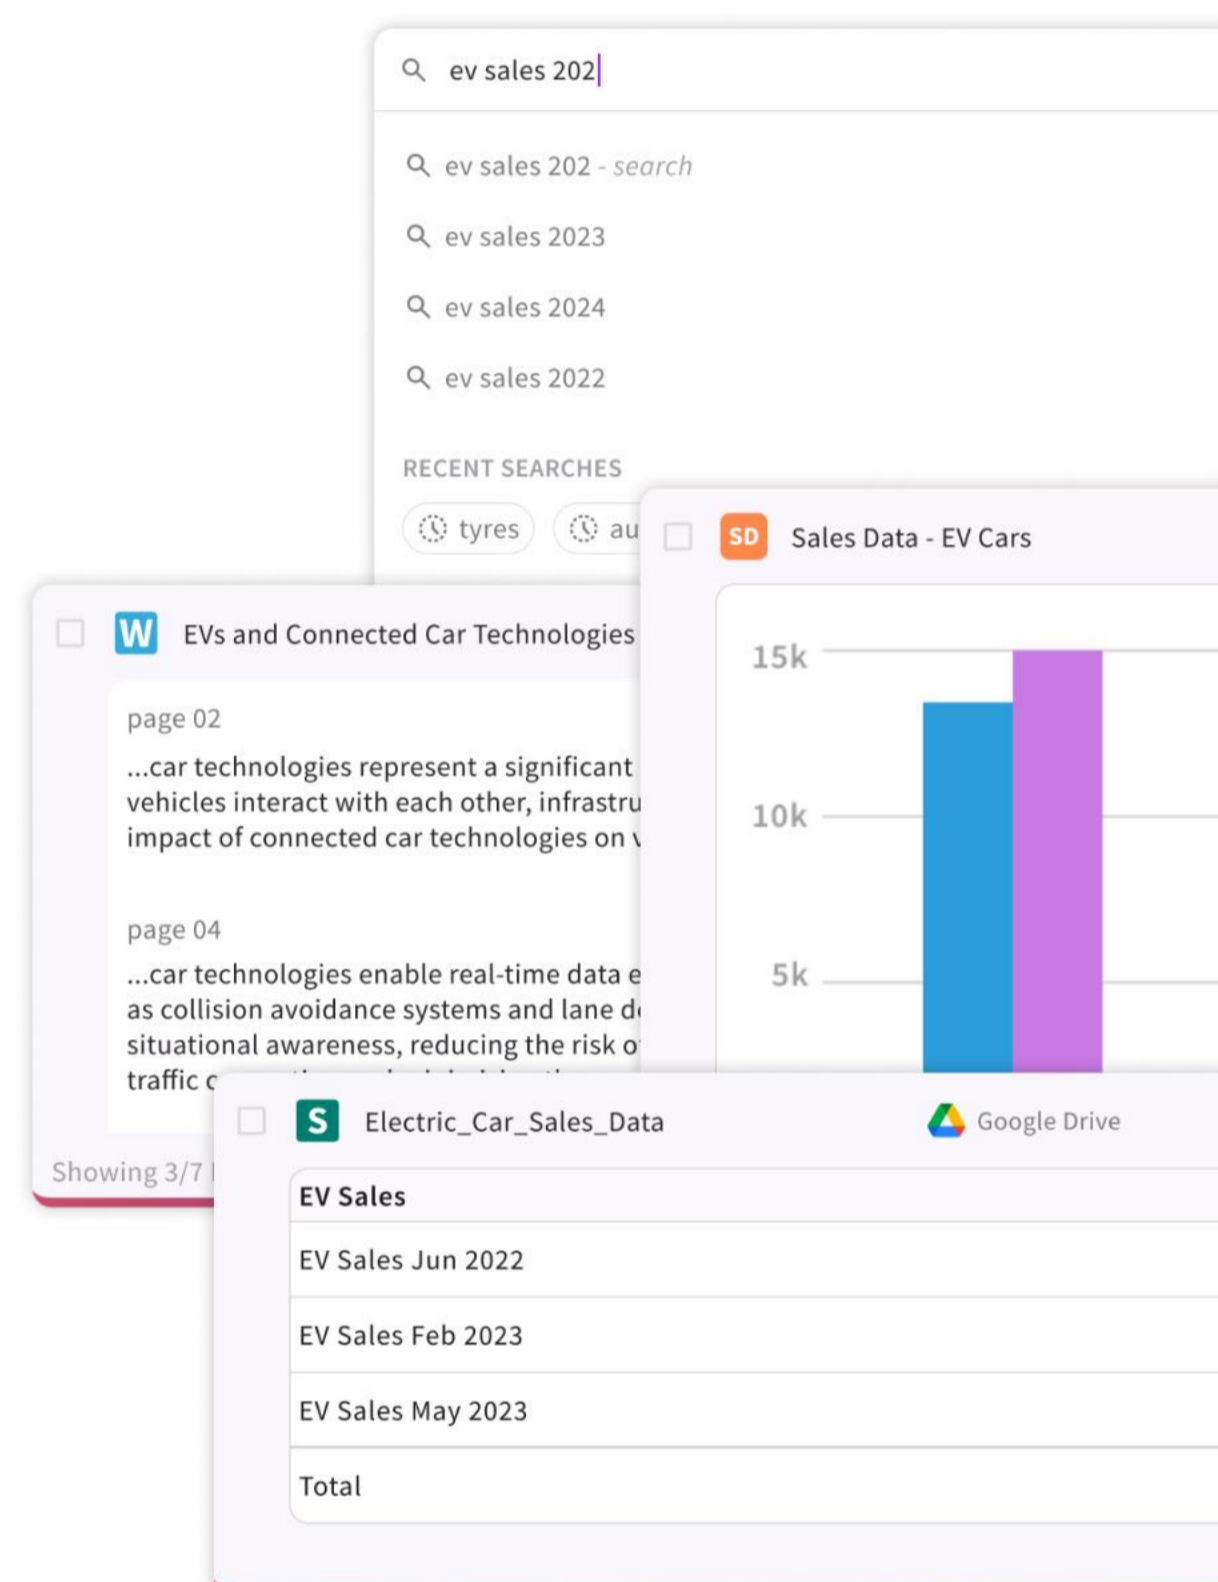 ev sales 202
ev sales 202 - search
ev sales 2023
ev sales 2024
ev sales 2022
RECENT SEARCHES
tyres
SD Sales Data - EV Cars
15k
10k
5k
W EVs and Connected Car Technologies
page 02
...car technologies represent a significant
vehicles interact with each other,
impact of connected car technologies on
page 04
...car technologies enable real-time data
as collision avoidance systems and lane
situational awareness, reducing the risk
traffic
Showing 3/7
S Electric_Car_Sales_Data
Google Drive
EV Sales
EV Sales Jun 2022
EV Sales Feb 2023
EV Sales May 2023
Total